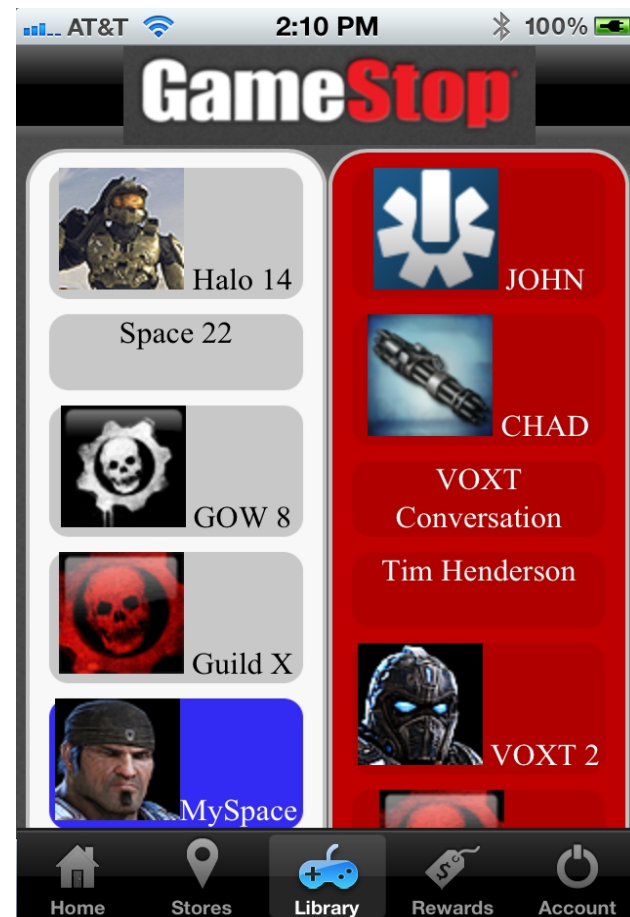 AT&T 2:10 PM 100%
GameStop
Halo 14
Space 22
GOW 8
Guild X
MySpace
JOHN
CHAD
VOXT
Conversation
Tim Henderson
VOXT 2
Home Stores Library Rewards Account